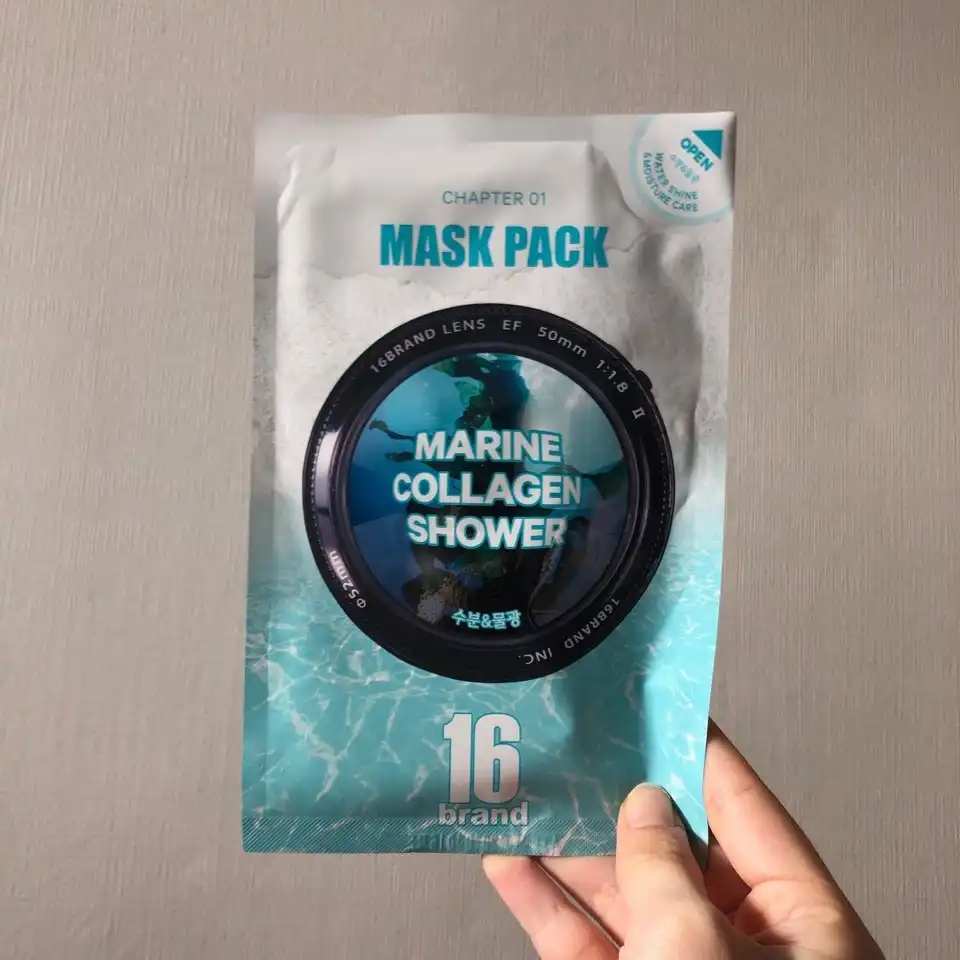 OPEN
수분&물광
WATER SHINE
&MOISTURE CARE
CHAPTER 01
MASK PACK
16BRAND LENS EF 50mm 1:1.8 II
MARINE
COLLAGEN
SHOWER
수분&물광
Φ52mm
16BRAND INC.
16
brand